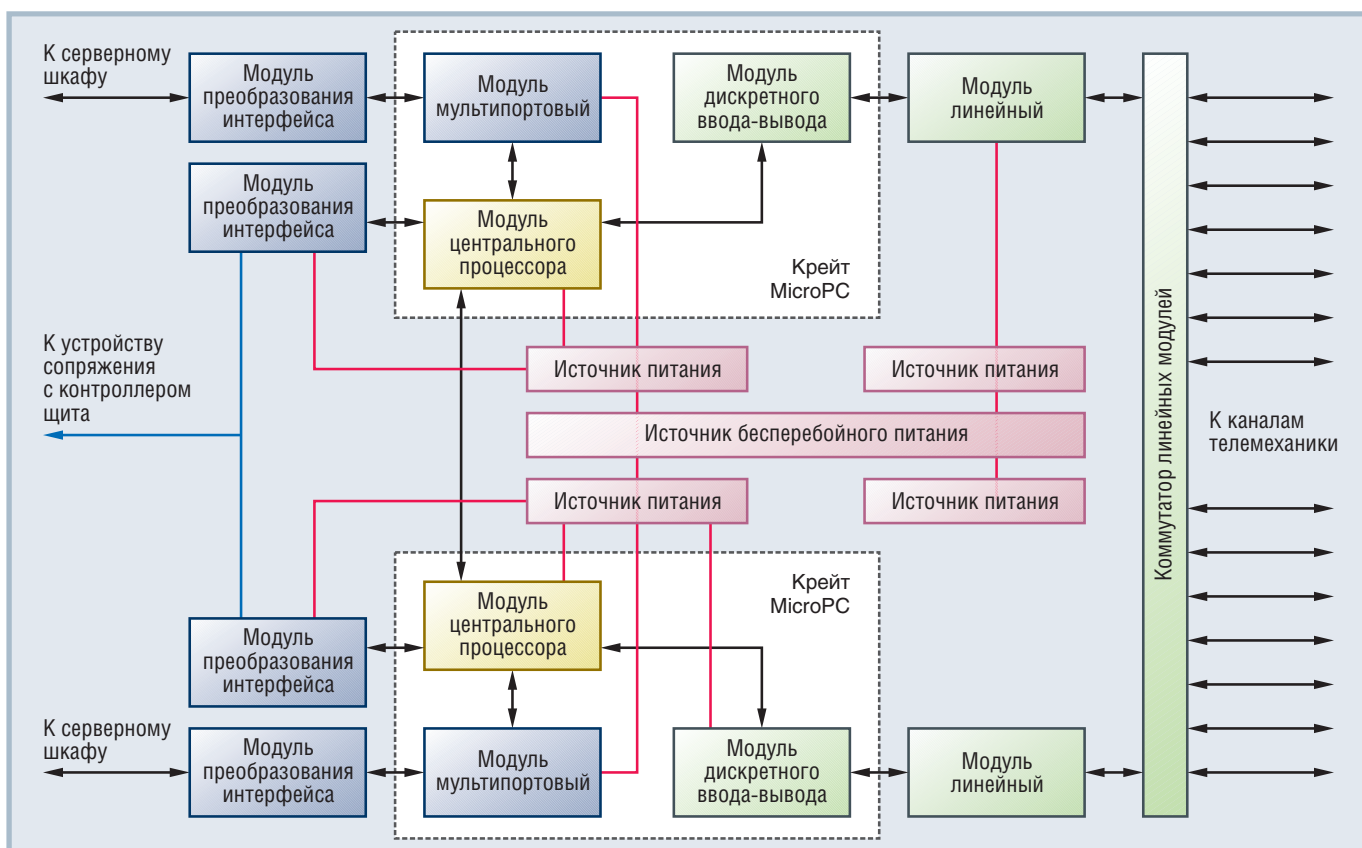 К серверному
шкафу
Модуль
преобразования
интерфейса
Модуль
мультипортовый
Модуль
дискретного
ввода-вывода
Модуль
линейный
Модуль
преобразования
интерфейса
Модуль
центрального
процессора
Крейт
MicroPC
К устройству
сопряжения
с контроллером
щита
Источник питания
Источник питания
Источник бесперебойного питания
Источник питания
Источник питания
Коммутатор линейных модулей
К каналам
телемеханики
Крейт
MicroPC
Модуль
центрального
процессора
Модуль
преобразования
интерфейса
К серверному
шкафу
Модуль
преобразования
интерфейса
Модуль
мультипортовый
Модуль
дискретного
ввода-вывода
Модуль
линейный